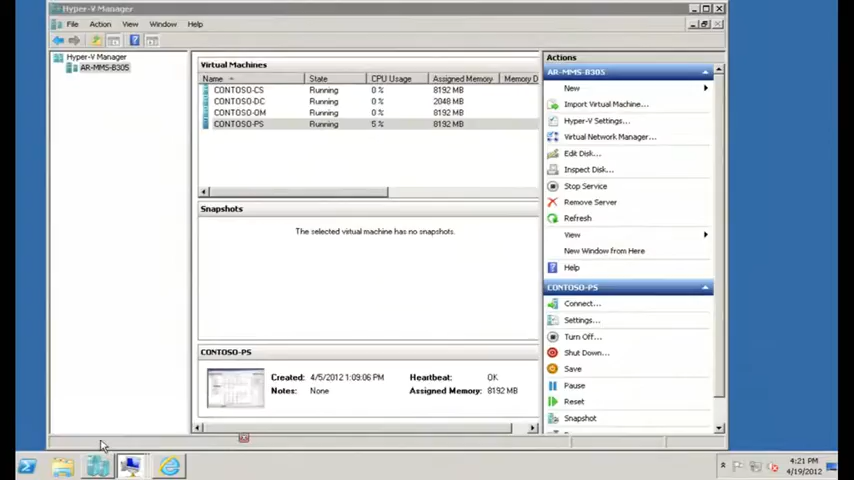 Hyper-V Manager
File Action View Window Help
Hyper-V Manager
AR-MMS-B305
Virtual Machines
Name State CPU Usage Assigned Memory Memory D
CONTOSO-CS Running 0 % 8192 MB
CONTOSO-DC Running 0 % 2048 MB
CONTOSO-OM Running 0 % 8192 MB
CONTOSO-PS Running 5 % 8192 MB
Snapshots
The selected virtual machine has no snapshots.
CONTOSO-PS
Created: 4/5/2012 1:09:06 PM Heartbeat: OK
Notes: None Assigned Memory: 8192 MB
Actions
AR-MMS-B305
New
Import Virtual Machine...
Hyper-V Settings...
Virtual Network Manager...
Edit Disk...
Inspect Disk...
Stop Service
Remove Server
Refresh
View
New Window from Here
Help
CONTOSO-PS
Connect...
Settings...
Turn Off...
Shut Down...
Save
Pause
Reset
Snapshot
4:21 PM
4/19/2012